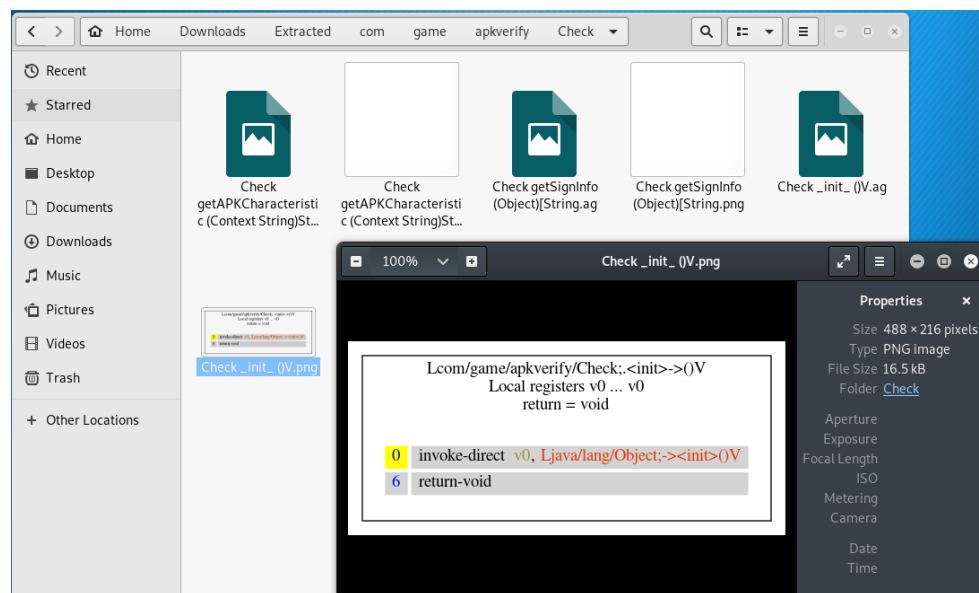 Home Downloads Extracted com game apkverify Check
Recent
Starred
Home
Desktop
Documents
Downloads
Music
Pictures
Videos
Trash
+ Other Locations
Check
getAPKCharacteristi
c (Context String)St...
Check
getAPKCharacteristi
c (Context String)St...
Check getSignInfo
(Object)[String.ag
Check getSignInfo
(Object)[String.png
Check _init_ ()V.ag
Check _init_ ()V.png
100%
Check _init_ ()V.png
Lcom/game/apkverify/Check;.<init>->()V
Local registers v0 ... v0
return = void
0 invoke-direct v0, Ljava/lang/Object;-><init>()V
6 return-void
Properties
Size 488 × 216 pixels
Type PNG image
File Size 16.5 kB
Folder Check
Aperture
Exposure
Focal Length
ISO
Metering
Camera
Date
Time